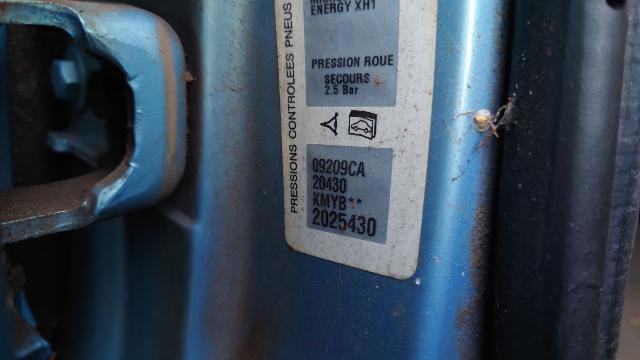 ENERGY XH1
PRESSION ROUE
SECOURS
2.5 Bar
PRESSIONS CONTROLEES PNEUS
09209CA
20430
KMYB**
2025430